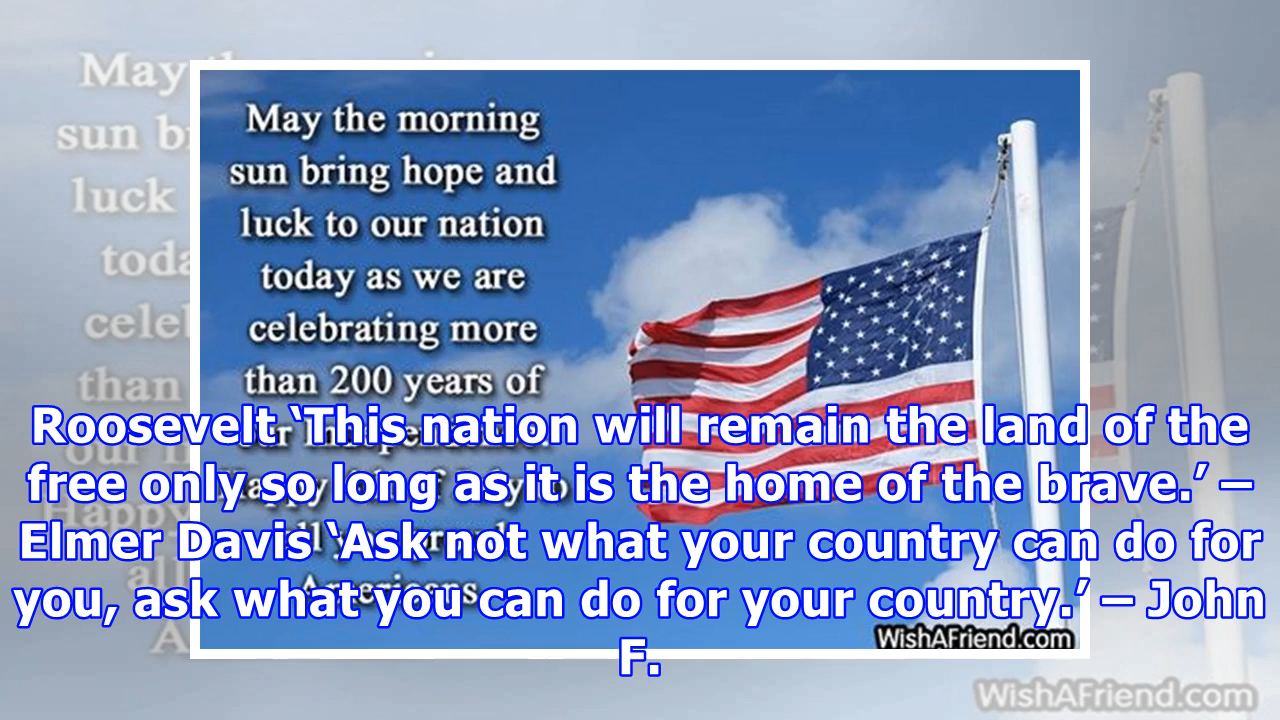 May the morning
sun bring hope and
luck to our nation
today as we are
celebrating more
than 200 years of
Roosevelt ‘This nation will remain the land of the
free only so long as it is the home of the brave.’ –
Elmer Davis ‘Ask not what your country can do for
you, ask what you can do for your country.’ – John
F.
Americans
WishAFriend.com
WishAFriend.com